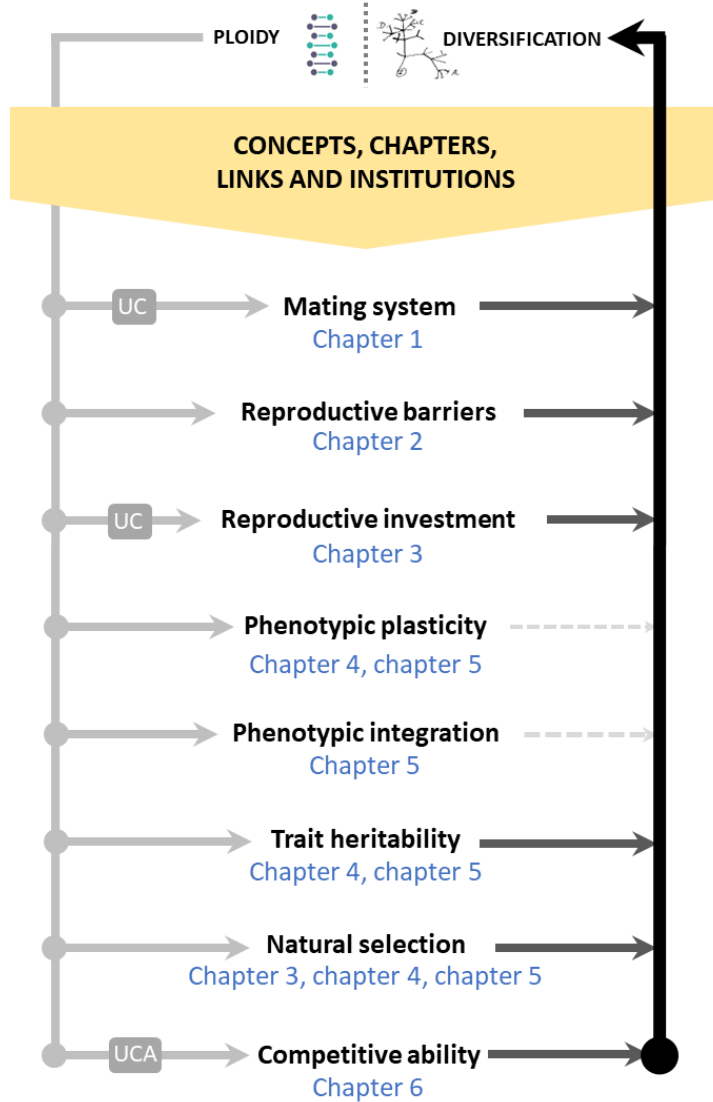 PLOIDY
DIVERSIFICATION
CONCEPTS, CHAPTERS,
LINKS AND INSTITUTIONS
UC
Mating system
Chapter 1
Reproductive barriers
Chapter 2
UC
Reproductive investment
Chapter 3
Phenotypic plasticity
Chapter 4, chapter 5
Phenotypic integration
Chapter 5
Trait heritability
Chapter 4, chapter 5
Natural selection
Chapter 3, chapter 4, chapter 5
UCA
Competitive ability
Chapter 6